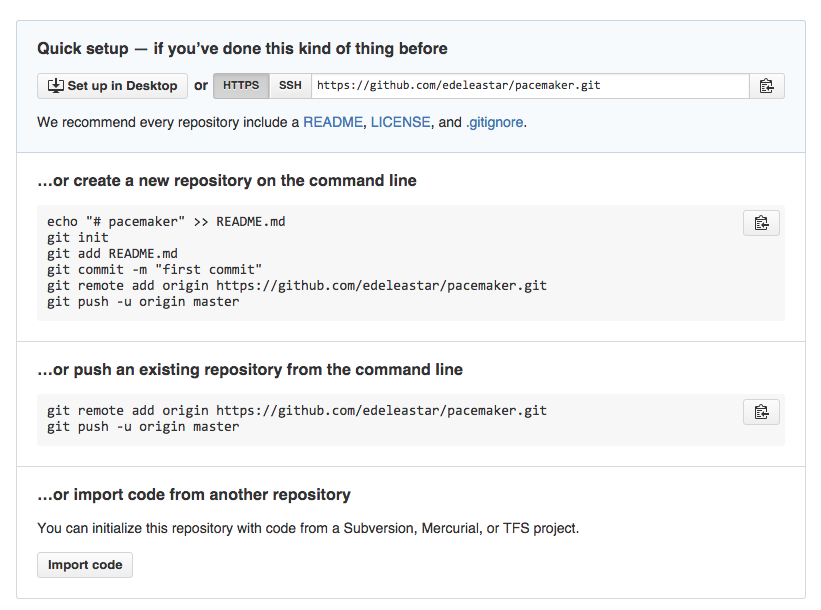 Quick setup — if you’ve done this kind of thing before
Set up in Desktop or HTTPS SSH https://github.com/edeleastar/pacemaker.git
We recommend every repository include a README, LICENSE, and .gitignore.
…or create a new repository on the command line
echo "# pacemaker" >> README.md
git init
git add README.md
git commit -m "first commit"
git remote add origin https://github.com/edeleastar/pacemaker.git
git push -u origin master
…or push an existing repository from the command line
git remote add origin https://github.com/edeleastar/pacemaker.git
git push -u origin master
…or import code from another repository
You can initialize this repository with code from a Subversion, Mercurial, or TFS project.
Import code